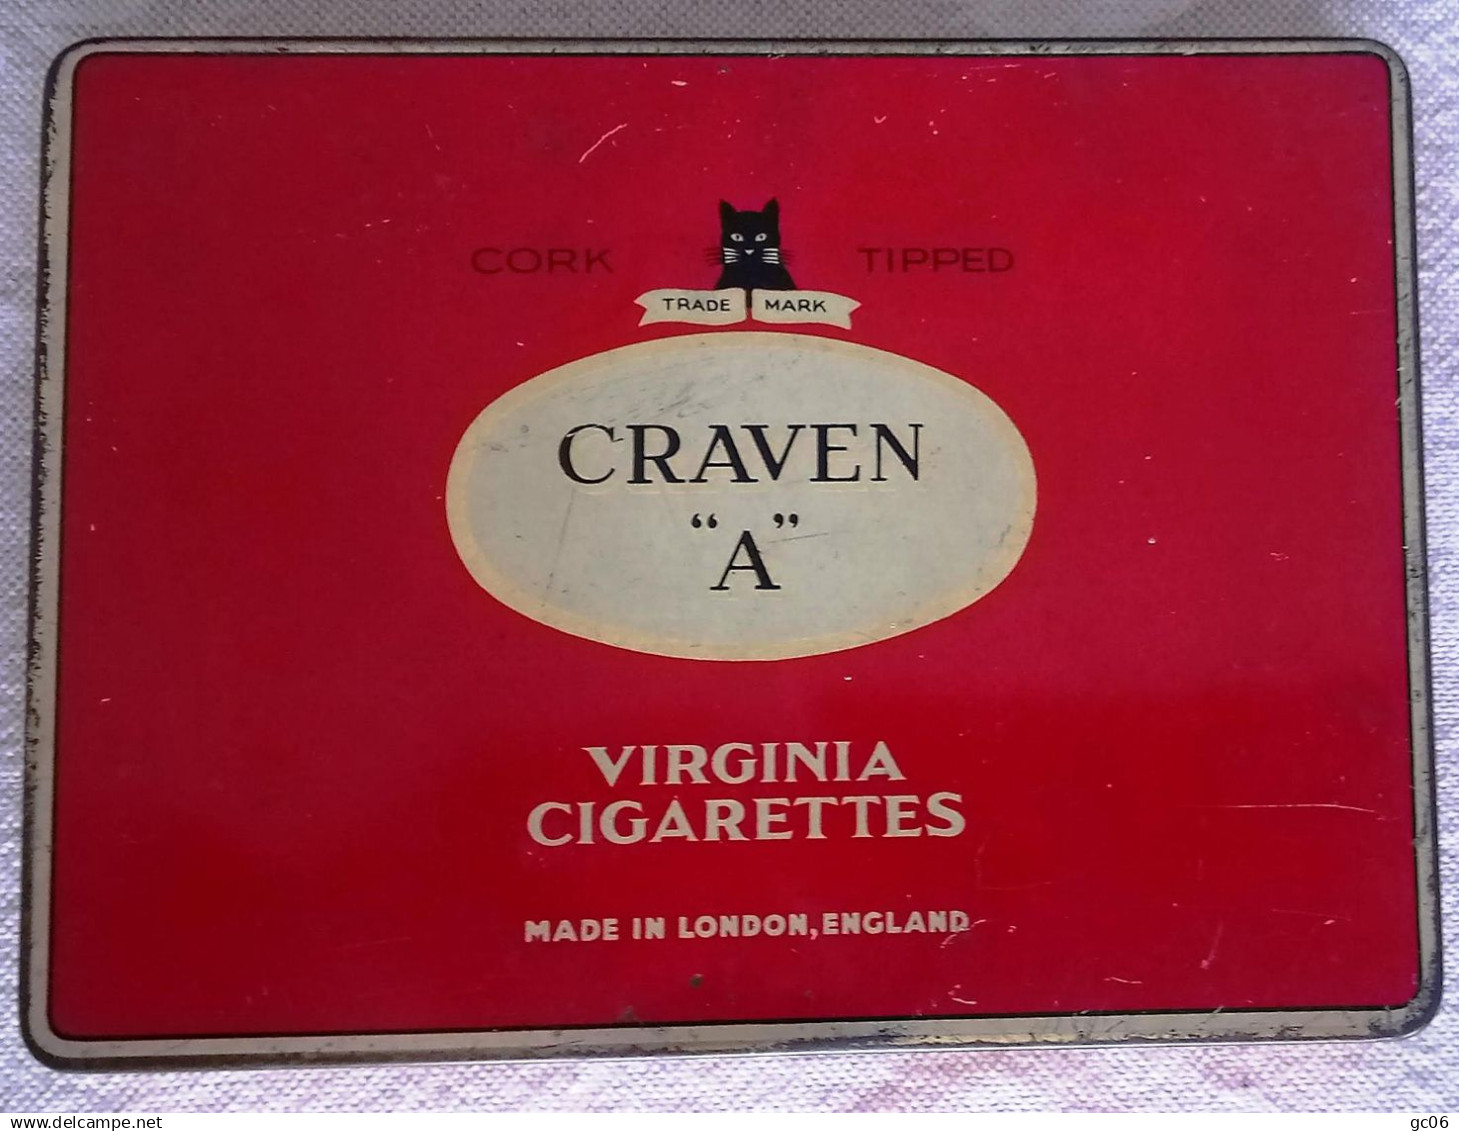 CORK TIPPED
TRADE MARK
CRAVEN
“A”
VIRGINIA
CIGARETTES
MADE IN LONDON, ENGLAND
www.delcampe.net gc06